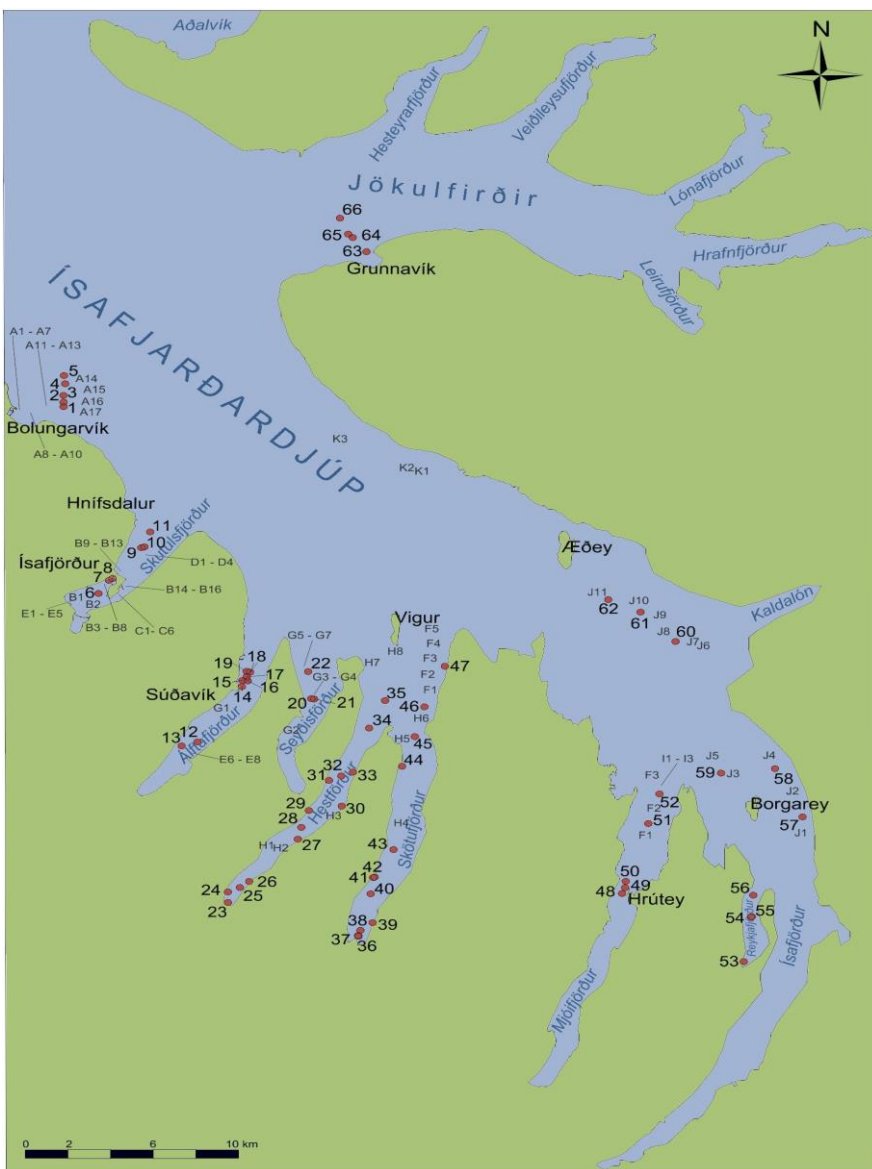 Aðalvík
N
Hesteyrarfjörður
Veiðileysufjörður
Lónafjörður
Jökulfirðir
66
65
64
63
Grunnavík
Hrafnfjörður
Leirufjörður
ÍSAFJARÐARDJÚP
A1 - A7
A11 - A13
5
A14
4
A15
3
2
A16
1
A17
Bolungarvík
A8 - A10
K3
K2
K1
Hnífsdalur
11
B9 - B13
10
9
Skutulsfjörður
D1 - D4
Ísafjörður
8
7
B14 - B16
6
B1
B2
E1 - E5
B3 - B8
C1- C6
Æðey
J11
62
J10
J9
61
Kaldalón
60
J8
J7
J6
Vigur
F5
G5 - G7
F4
H8
19
18
22
H7
F3
47
17
G3 - G4
F2
15
16
Súðavík
14
20
21
35
F1
46
G1
H6
Seyðisfjörður
G2
34
H5
45
13
12
Álftafjörður
E6 - E8
44
32
33
31
I1 - I3
J5
J4
59
J3
58
F3
52
J2
Hestfjörður
30
29
H3
F2
Borgarey
51
57
28
H4
F1
J1
27
H1
H2
43
Skötufjörður
42
41
26
50
24
25
40
49
48
Hrútey
56
23
55
54
Reykjafjörður
39
38
37
36
Ísafjörður
53
Mjóifjörður
0 2 6 10 km